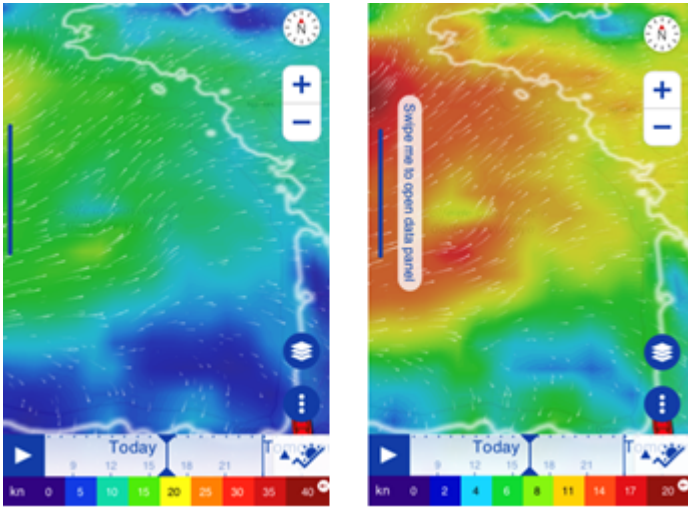 N
+
−
Today
Tomorrow
9 12 15 18 21
kn 0 5 10 15 20 25 30 35 40
N
+
−
Swipe me to open data panel
Today
9 12 15 18 21
kn 0 2 4 6 8 11 14 17 20